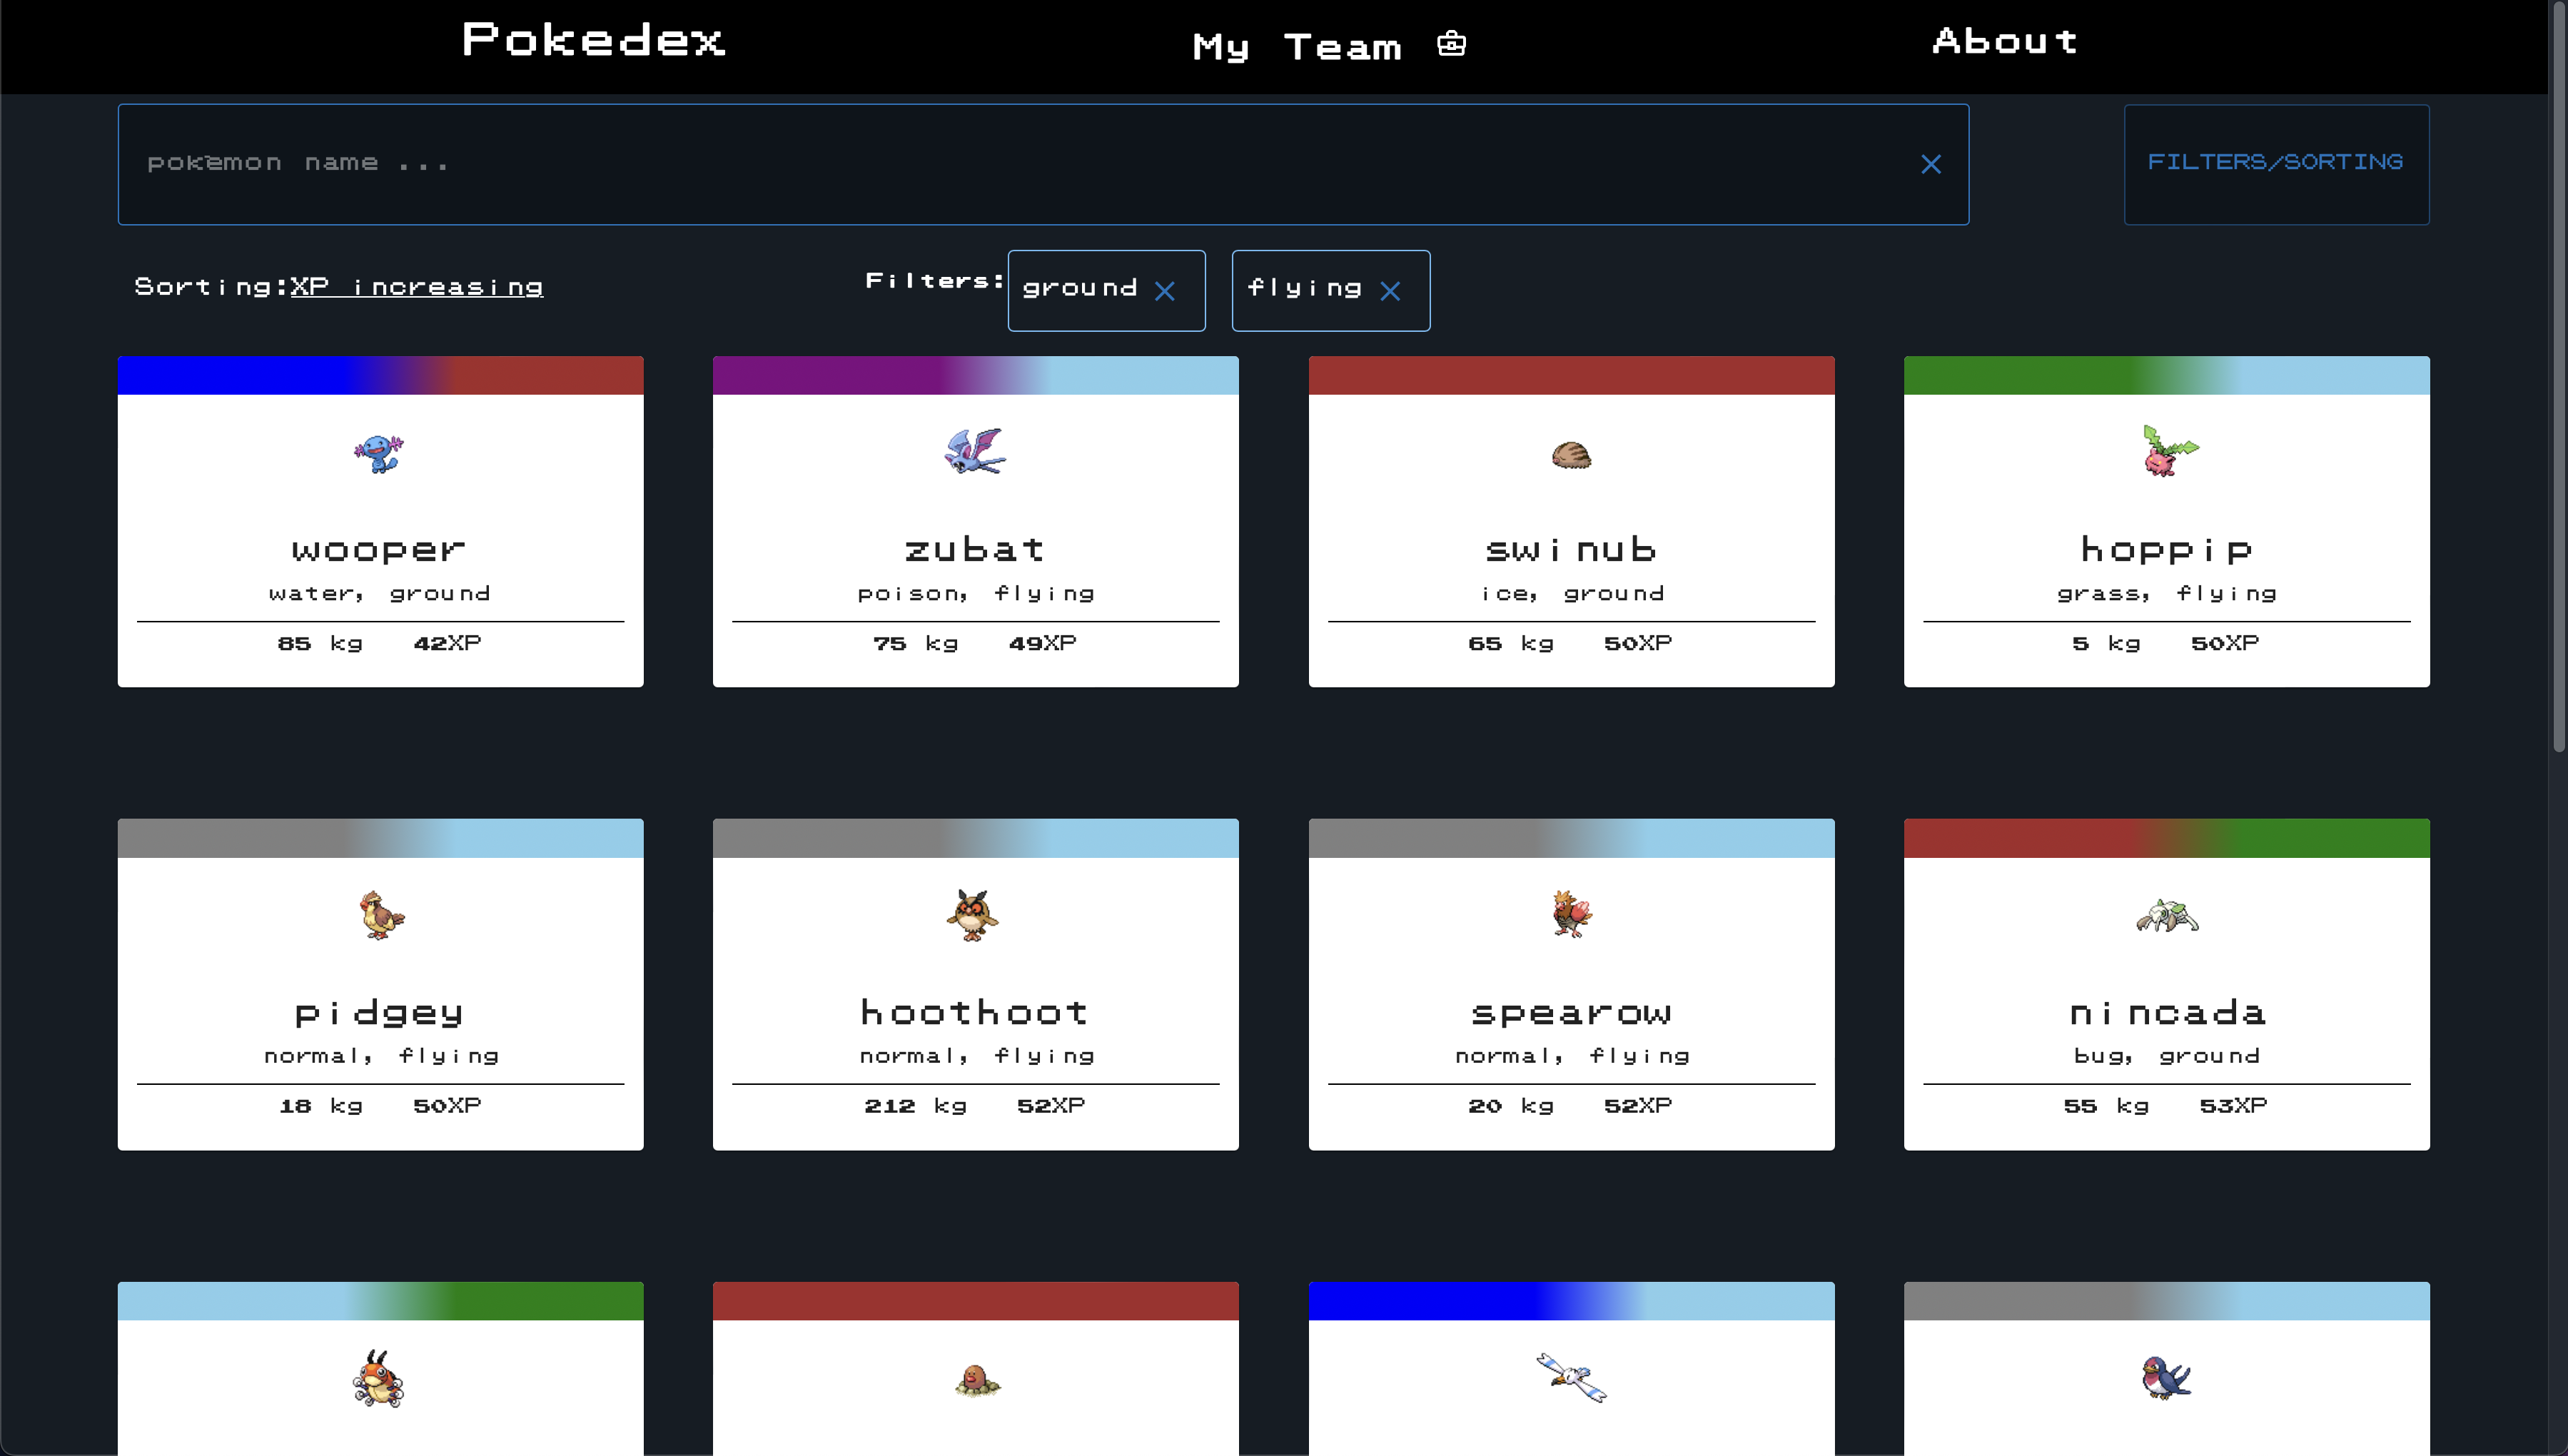 Pokedex
My Team
About
pokemon name ...
FILTERS/SORTING
Sorting:XP increasing
Filters:
ground
flying
wooper
water, ground
85 kg 42XP
zubat
poison, flying
75 kg 49XP
swinub
ice, ground
65 kg 50XP
hoppip
grass, flying
5 kg 50XP
pidgey
normal, flying
18 kg 50XP
hoothoot
normal, flying
212 kg 52XP
spearow
normal, flying
20 kg 52XP
nincada
bug, ground
55 kg 53XP